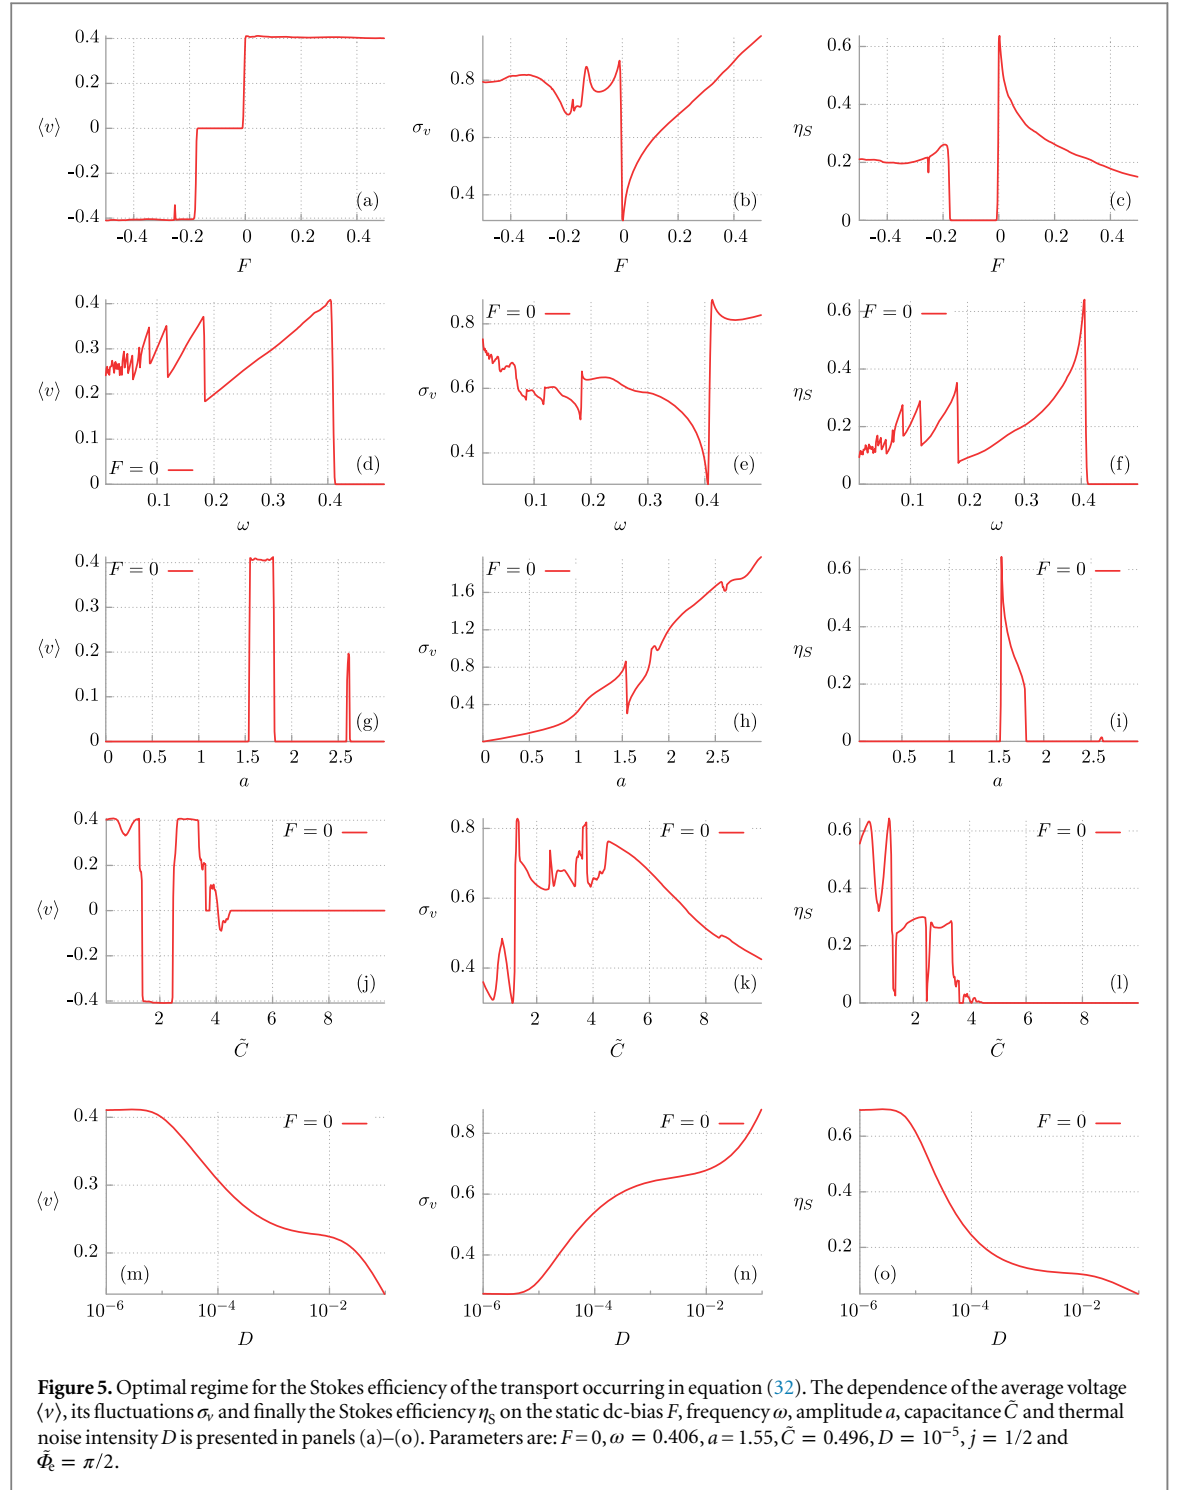 0.4
0.2
0
-0.2
-0.4
⟨v⟩
-0.4
-0.2
0
0.2
0.4
F
(a)
0.8
0.6
0.4
σ_v
-0.4
-0.2
0
0.2
0.4
F
(b)
0.6
0.4
0.2
0
η_S
-0.4
-0.2
0
0.2
0.4
F
(c)
0.4
0.3
0.2
0.1
0
⟨v⟩
F = 0
0.1
0.2
0.3
0.4
ω
(d)
0.8
0.6
0.4
σ_v
F = 0
0.1
0.2
0.3
0.4
ω
(e)
0.6
0.4
0.2
0
η_S
F = 0
0.1
0.2
0.3
0.4
ω
(f)
0.4
0.3
0.2
0.1
0
⟨v⟩
F = 0
0
0.5
1
1.5
2
2.5
a
(g)
1.6
1.2
0.8
0.4
σ_v
F = 0
0
0.5
1
1.5
2
2.5
a
(h)
0.6
0.4
0.2
0
η_S
F = 0
0.5
1
1.5
2
2.5
a
(i)
0.4
0.2
0
-0.2
-0.4
⟨v⟩
F = 0
2
4
6
8
C̃
(j)
0.8
0.6
0.4
σ_v
F = 0
2
4
6
8
C̃
(k)
0.6
0.4
0.2
0
η_S
F = 0
2
4
6
8
C̃
(l)
0.4
0.3
0.2
⟨v⟩
F = 0
10⁻⁶
10⁻⁴
10⁻²
D
(m)
0.8
0.6
0.4
σ_v
F = 0
10⁻⁶
10⁻⁴
10⁻²
D
(n)
0.6
0.4
0.2
η_S
F = 0
10⁻⁶
10⁻⁴
10⁻²
D
(o)
Figure 5. Optimal regime for the Stokes efficiency of the transport occurring in equation (32). The dependence of the average voltage
⟨v⟩, its fluctuations σ_v and finally the Stokes efficiency η_S on the static dc-bias F, frequency ω, amplitude a, capacitance C̃ and thermal
noise intensity D is presented in panels (a)–(o). Parameters are: F = 0, ω = 0.406, a = 1.55, C̃ = 0.496, D = 10⁻⁵, j = 1/2 and
Φ̃_e = π/2.